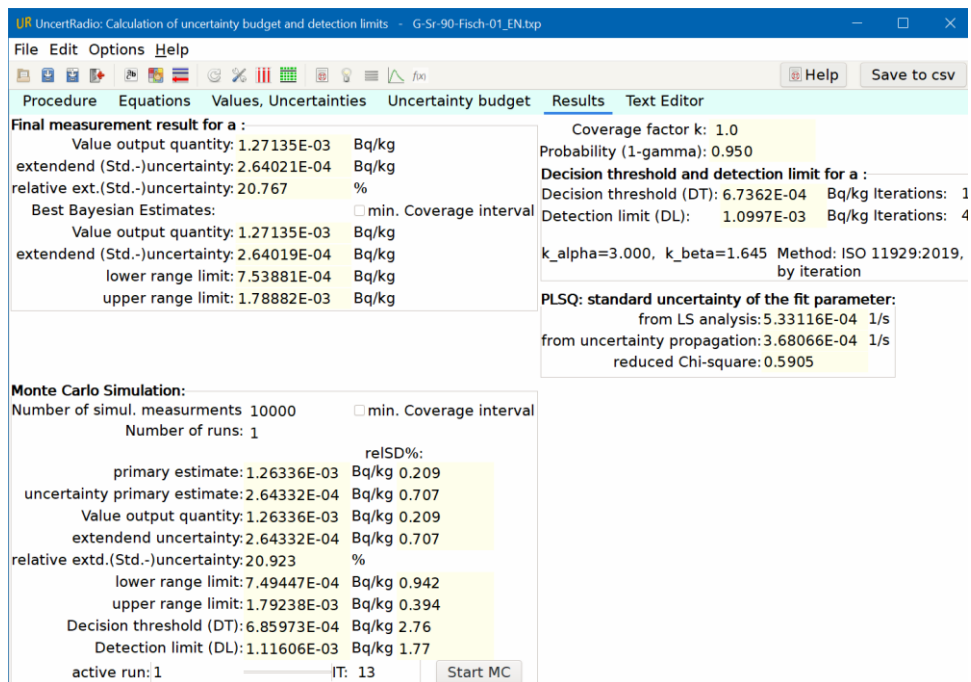 UR UncertRadio: Calculation of uncertainty budget and detection limits - G-Sr-90-Fisch-01_EN.txp
File Edit Options Help
f(x) Help Save to csv
Procedure Equations Values, Uncertainties Uncertainty budget Results Text Editor
Final measurement result for a :
Value output quantity: 1.27135E-03 Bq/kg
extendend (Std.-)uncertainty: 2.64021E-04 Bq/kg
relative ext.(Std.-)uncertainty: 20.767 %
Best Bayesian Estimates: min. Coverage interval
Value output quantity: 1.27135E-03 Bq/kg
extendend (Std.-)uncertainty: 2.64019E-04 Bq/kg
lower range limit: 7.53881E-04 Bq/kg
upper range limit: 1.78882E-03 Bq/kg
Coverage factor k: 1.0
Probability (1-gamma): 0.950
Decision threshold and detection limit for a :
Decision threshold (DT): 6.7362E-04 Bq/kg Iterations: 1
Detection limit (DL): 1.0997E-03 Bq/kg Iterations: 4
k_alpha=3.000, k_beta=1.645 Method: ISO 11929:2019,
by iteration
PLSQ: standard uncertainty of the fit parameter:
from LS analysis: 5.33116E-04 1/s
from uncertainty propagation: 3.68066E-04 1/s
reduced Chi-square: 0.5905
Monte Carlo Simulation:
Number of simul. measurments 10000 min. Coverage interval
Number of runs: 1
relSD%:
primary estimate: 1.26336E-03 Bq/kg 0.209
uncertainty primary estimate: 2.64332E-04 Bq/kg 0.707
Value output quantity: 1.26336E-03 Bq/kg 0.209
extendend uncertainty: 2.64332E-04 Bq/kg 0.707
relative extd.(Std.-)uncertainty: 20.923 %
lower range limit: 7.49447E-04 Bq/kg 0.942
upper range limit: 1.79238E-03 Bq/kg 0.394
Decision threshold (DT): 6.85973E-04 Bq/kg 2.76
Detection limit (DL): 1.11606E-03 Bq/kg 1.77
active run: 1 IT: 13 Start MC